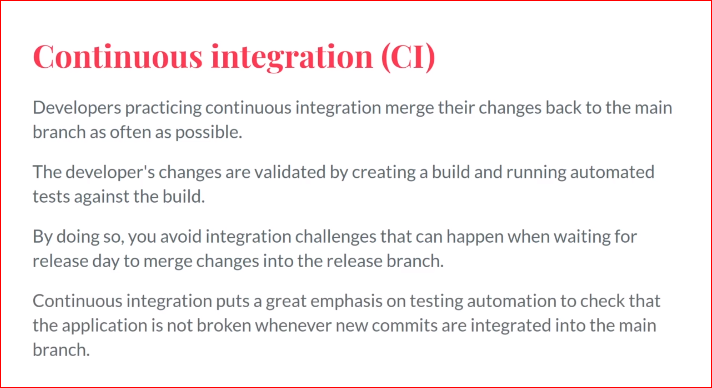 Continuous integration (CI)
Developers practicing continuous integration merge their changes back to the main
branch as often as possible.
The developer's changes are validated by creating a build and running automated
tests against the build.
By doing so, you avoid integration challenges that can happen when waiting for
release day to merge changes into the release branch.
Continuous integration puts a great emphasis on testing automation to check that
the application is not broken whenever new commits are integrated into the main
branch.